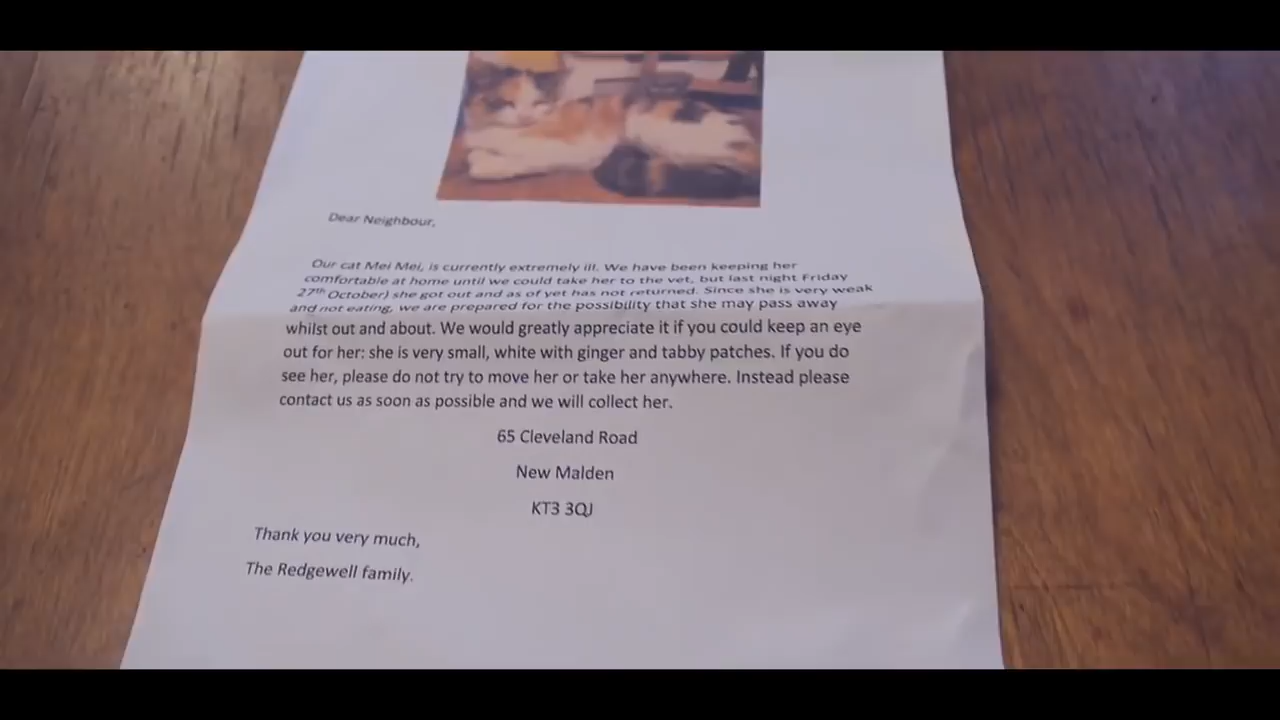 Dear Neighbour,
Our cat Mei Mei, is currently extremely ill. We have been keeping her
comfortable at home until we could take her to the vet, but last night Friday
27th October) she got out and as of yet has not returned. Since she is very weak
and not eating, we are prepared for the possibility that she may pass away
whilst out and about. We would greatly appreciate it if you could keep an eye
out for her: she is very small, white with ginger and tabby patches. If you do
see her, please do not try to move her or take her anywhere. Instead please
contact us as soon as possible and we will collect her.
65 Cleveland Road
New Malden
KT3 3QJ
Thank you very much,
The Redgewell family.